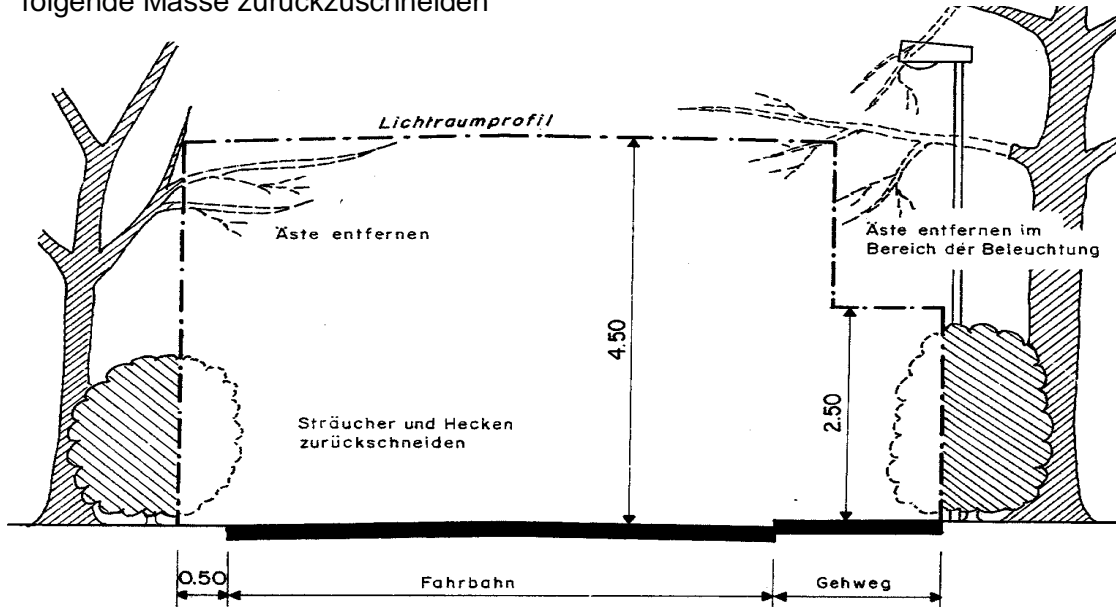 folgende Masse zurückzuschneiden
Lichtraumprofil
Äste entfernen
Äste entfernen im
Bereich der Beleuchtung
4.50
2.50
Sträucher und Hecken
zurückschneiden
0.50
Fahrbahn
Gehweg